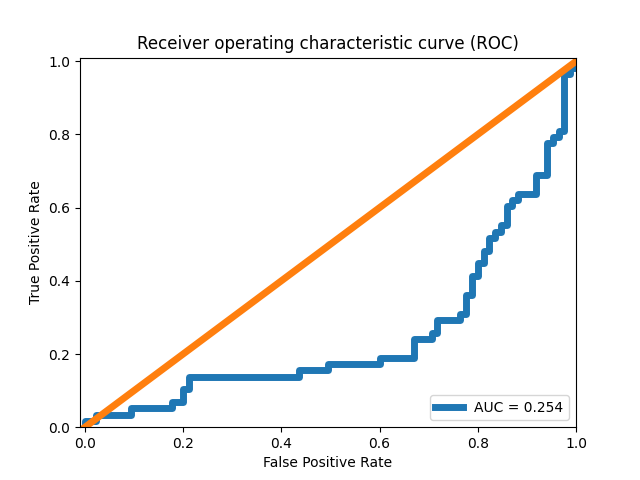 Receiver operating characteristic curve (ROC)
True Positive Rate
1.0
0.8
0.6
0.4
0.2
0.0
AUC = 0.254
0.0 0.2 0.4 0.6 0.8 1.0
False Positive Rate